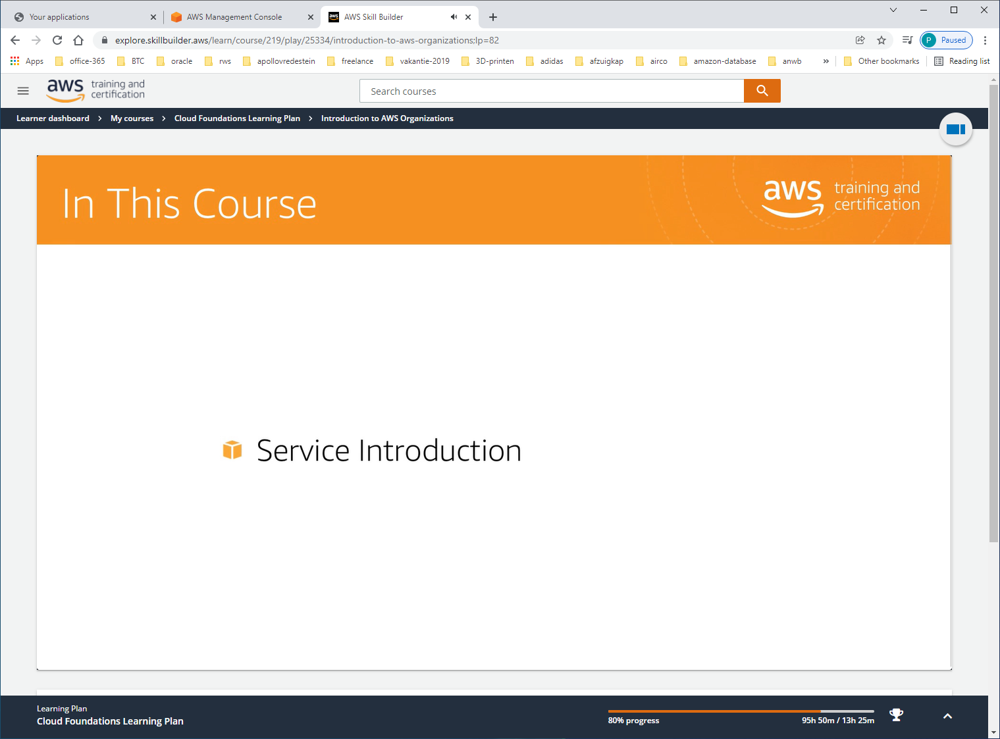 Your applications
AWS Management Console
aws AWS Skill Builder
explore.skillbuilder.aws/learn/course/219/play/25334/introduction-to-aws-organizations;lp=82
P Paused
Apps office-365 BTC oracle rws apollovredestein freelance vakantie-2019 3D-printen adidas afzuigkap airco amazon-database anwb » Other bookmarks Reading list
aws training and
certification
Search courses
Learner dashboard > My courses > Cloud Foundations Learning Plan > Introduction to AWS Organizations
In This Course
aws training and
certification
Service Introduction
Learning Plan
Cloud Foundations Learning Plan
80% progress
95h 50m / 13h 25m